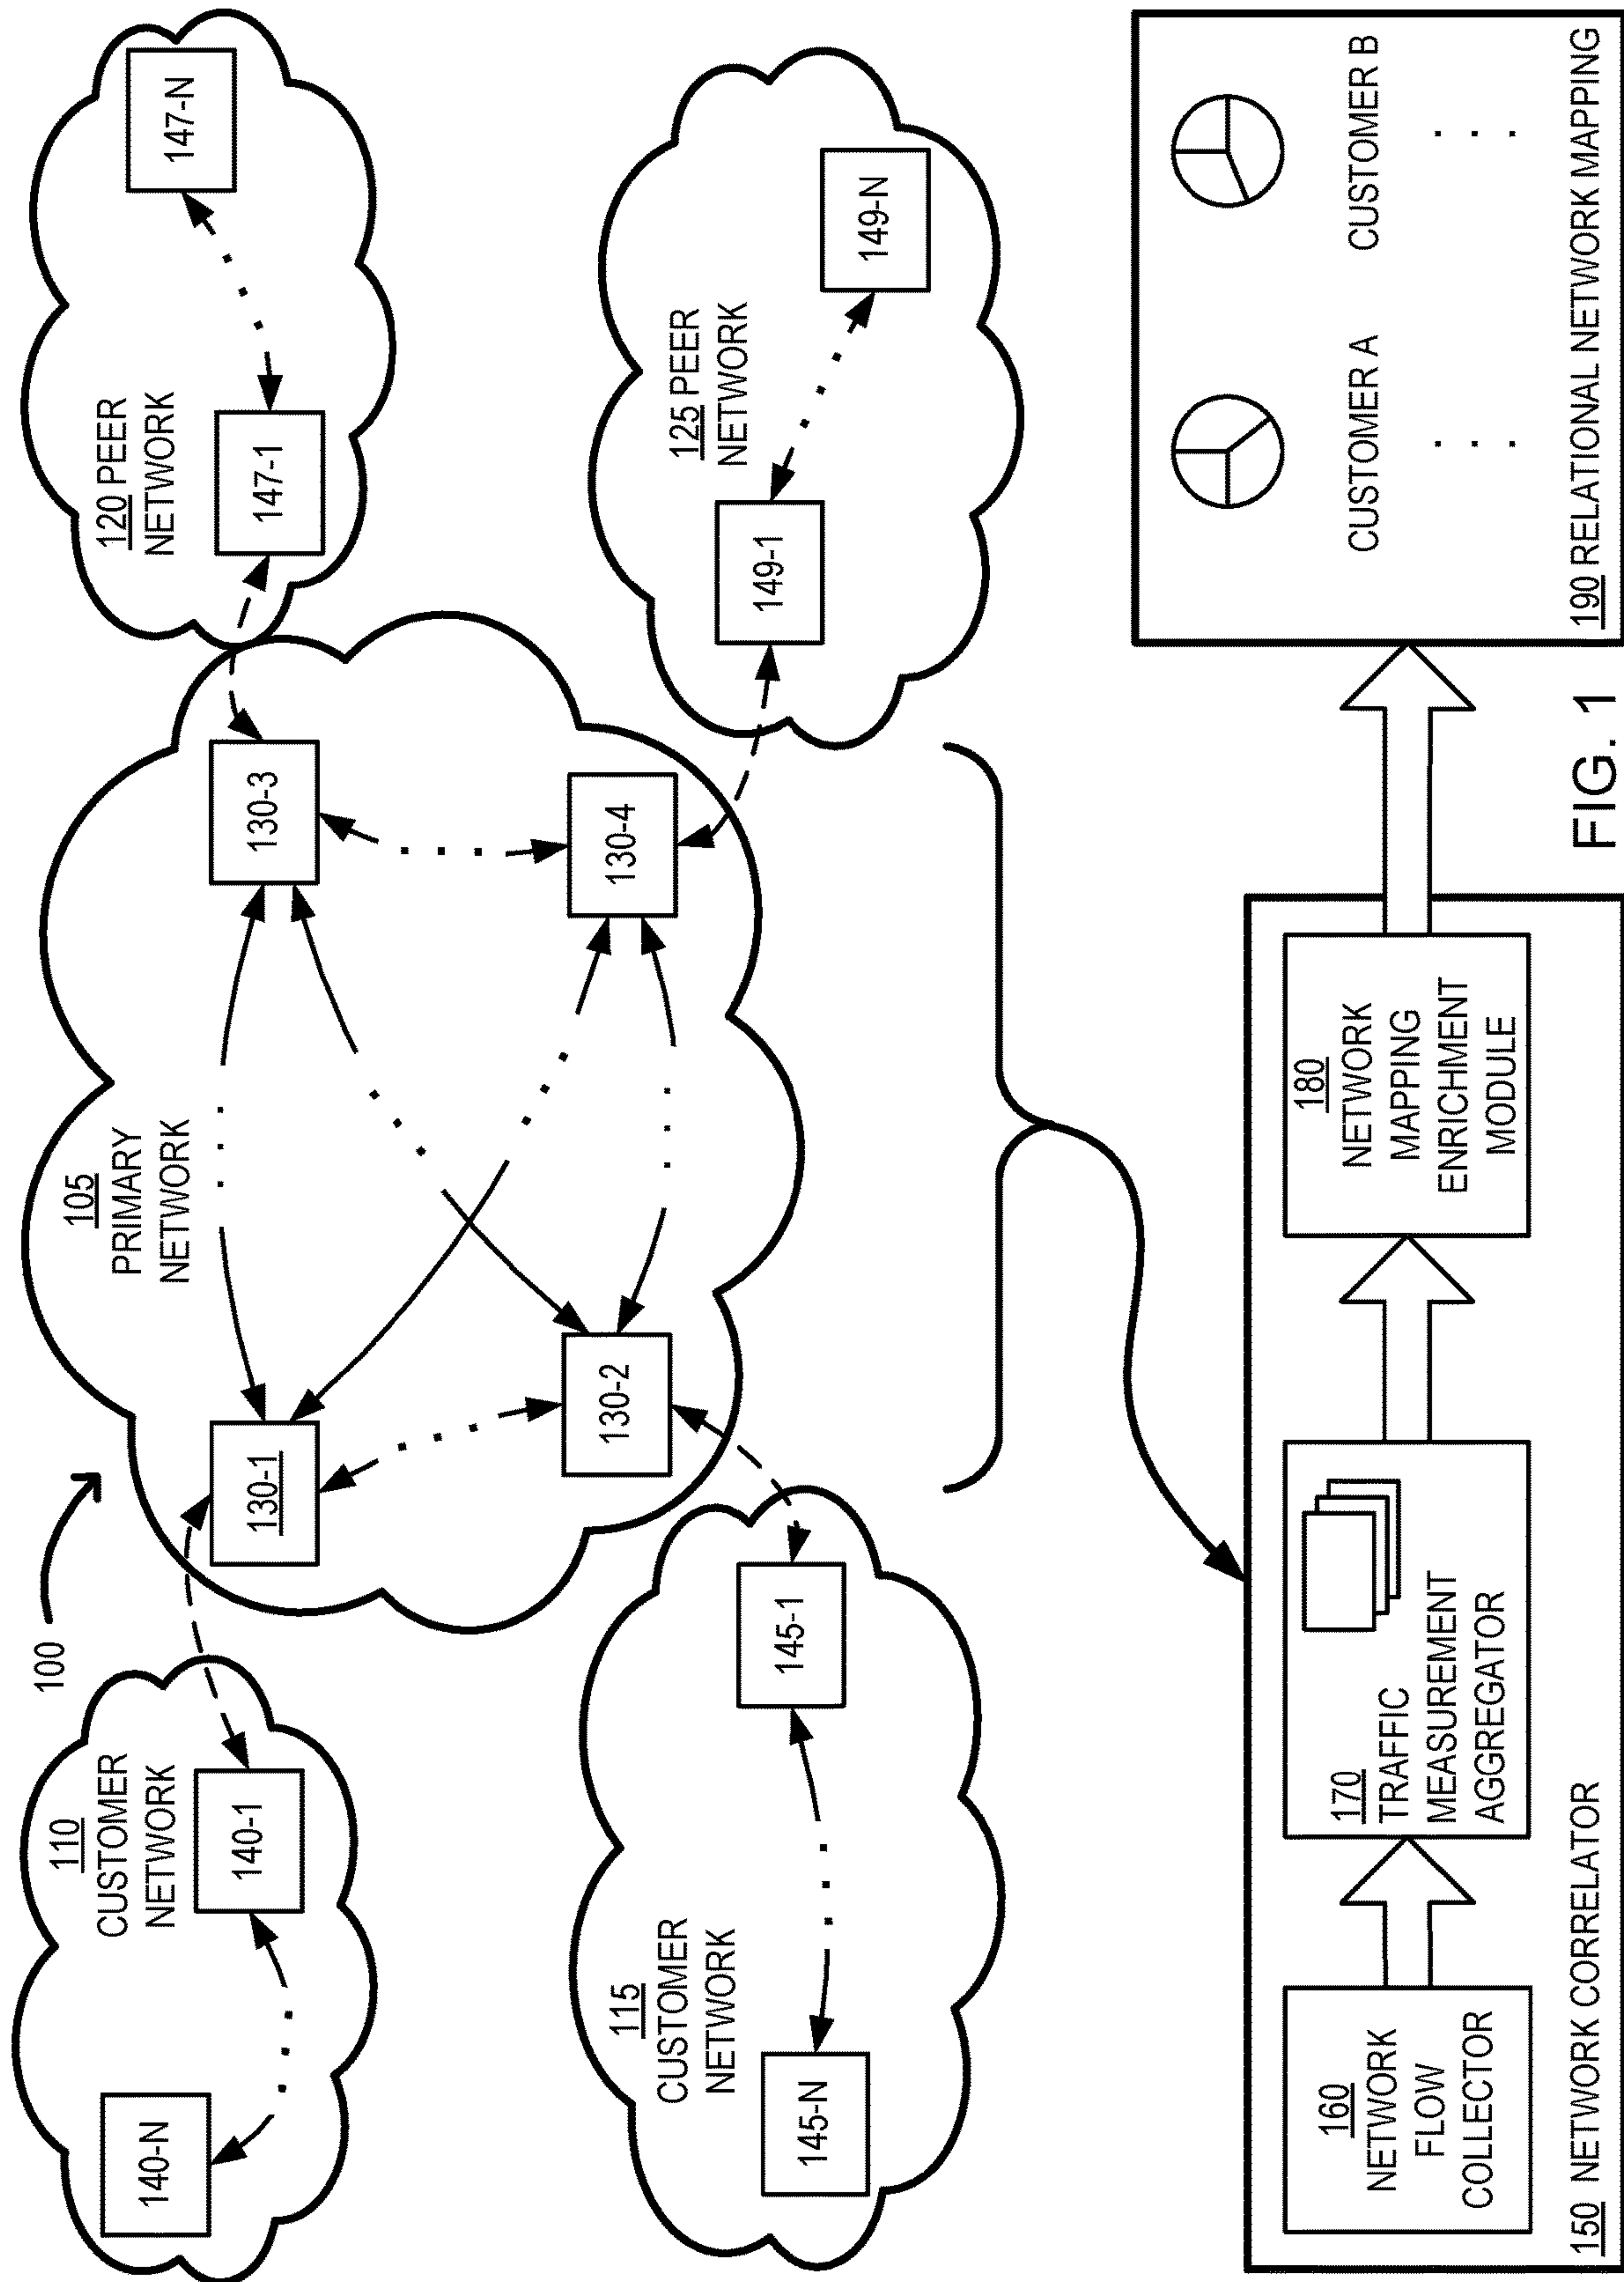 100
110
CUSTOMER
NETWORK
140-N
140-1
105
PRIMARY
NETWORK
130-1
130-3
130-2
130-4
120 PEER
NETWORK
147-1
147-N
115
CUSTOMER
NETWORK
145-N
145-1
125 PEER
NETWORK
149-1
149-N
160
NETWORK
FLOW
COLLECTOR
170
TRAFFIC
MEASUREMENT
AGGREGATOR
180
NETWORK
MAPPING
ENRICHMENT
MODULE
150 NETWORK CORRELATOR
CUSTOMER A
CUSTOMER B
. . .
. . .
190 RELATIONAL NETWORK MAPPING
FIG. 1